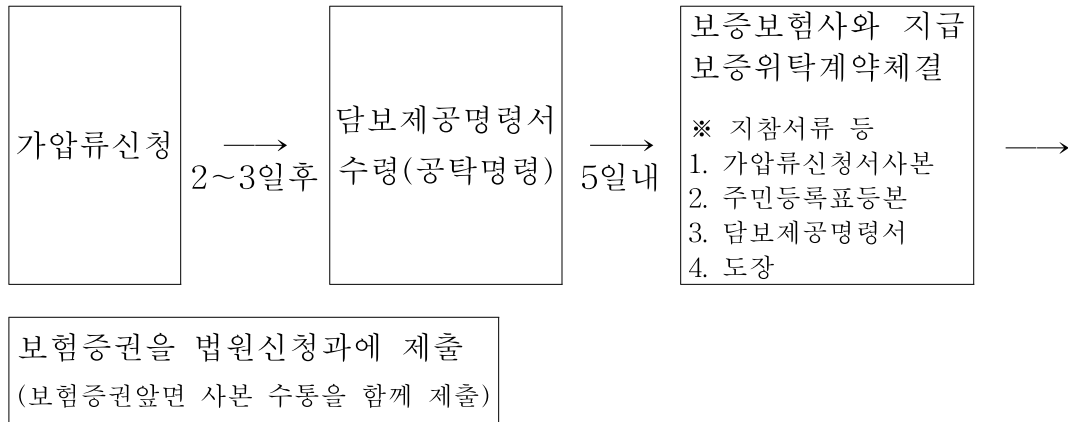 가압류신청
⟶
2~3일후
담보제공명령서
수령(공탁명령)
⟶
5일내
보증보험사와 지급
보증위탁계약체결
※ 지참서류 등
1. 가압류신청서사본
2. 주민등록표등본
3. 담보제공명령서
4. 도장
⟶
보험증권을 법원신청과에 제출
(보험증권앞면 사본 수통을 함께 제출)